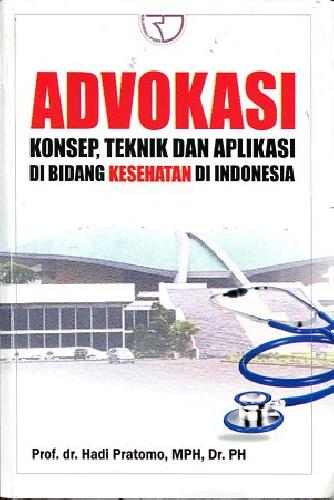 ADVOKASI
KONSEP, TEKNIK DAN APLIKASI
DI BIDANG KESEHATAN DI INDONESIA
Prof. dr. Hadi Pratomo, MPH, Dr. PH